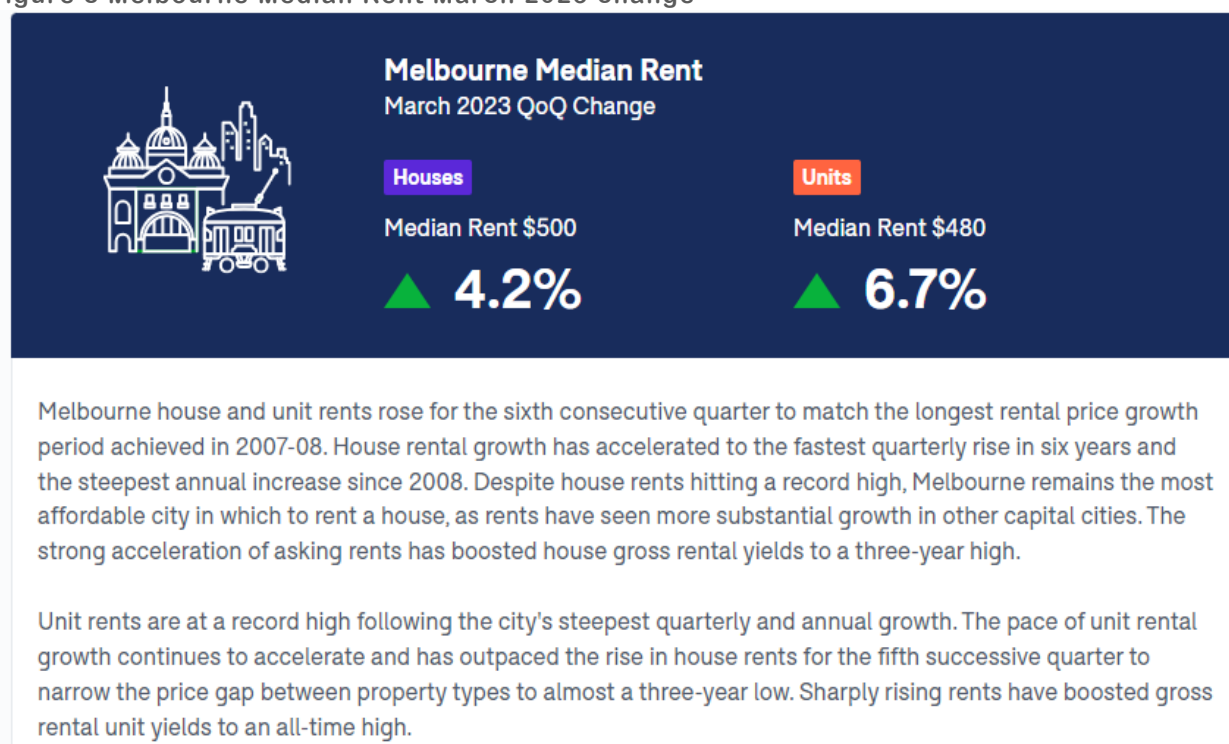 Figure 3 Melbourne Median Rent March 2023 Change
Melbourne Median Rent
March 2023 QoQ Change
Houses
Median Rent $500
4.2%
Units
Median Rent $480
6.7%
Melbourne house and unit rents rose for the sixth consecutive quarter to match the longest rental price growth
period achieved in 2007-08. House rental growth has accelerated to the fastest quarterly rise in six years and
the steepest annual increase since 2008. Despite house rents hitting a record high, Melbourne remains the most
affordable city in which to rent a house, as rents have seen more substantial growth in other capital cities. The
strong acceleration of asking rents has boosted house gross rental yields to a three-year high.
Unit rents are at a record high following the city's steepest quarterly and annual growth. The pace of unit rental
growth continues to accelerate and has outpaced the rise in house rents for the fifth successive quarter to
narrow the price gap between property types to almost a three-year low. Sharply rising rents have boosted gross
rental unit yields to an all-time high.